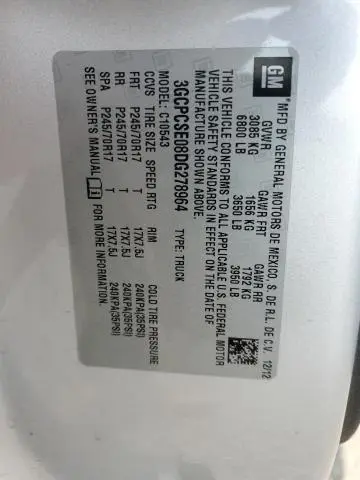 GM
*MFD BY GENERAL MOTORS DE MEXICO, S. DE R.L. DE C.V. 12/12
GVWR GAWR FRT GAWR RR
3085 KG 1656 KG 1792 KG
6800 LB 3650 LB 3950 LB
THIS VEHICLE CONFORMS TO ALL APPLICABLE U.S. FEDERAL MOTOR
VEHICLE SAFETY STANDARDS IN EFFECT ON THE DATE OF
MANUFACTURE SHOWN ABOVE.
3GCPCSE08DG278964 TYPE: TRUCK
MODEL: C10543
CCVS TIRE SIZE SPEED RTG RIM COLD TIRE PRESSURE
FRT P245/70R17 T 17X7.5J 240KPA(35PSI)
RR P245/70R17 T 17X7.5J 240KPA(35PSI)
SPA P245/70R17 T 17X7.5J 240KPA(35PSI)
SEE OWNER'S MANUAL FOR MORE INFORMATION.